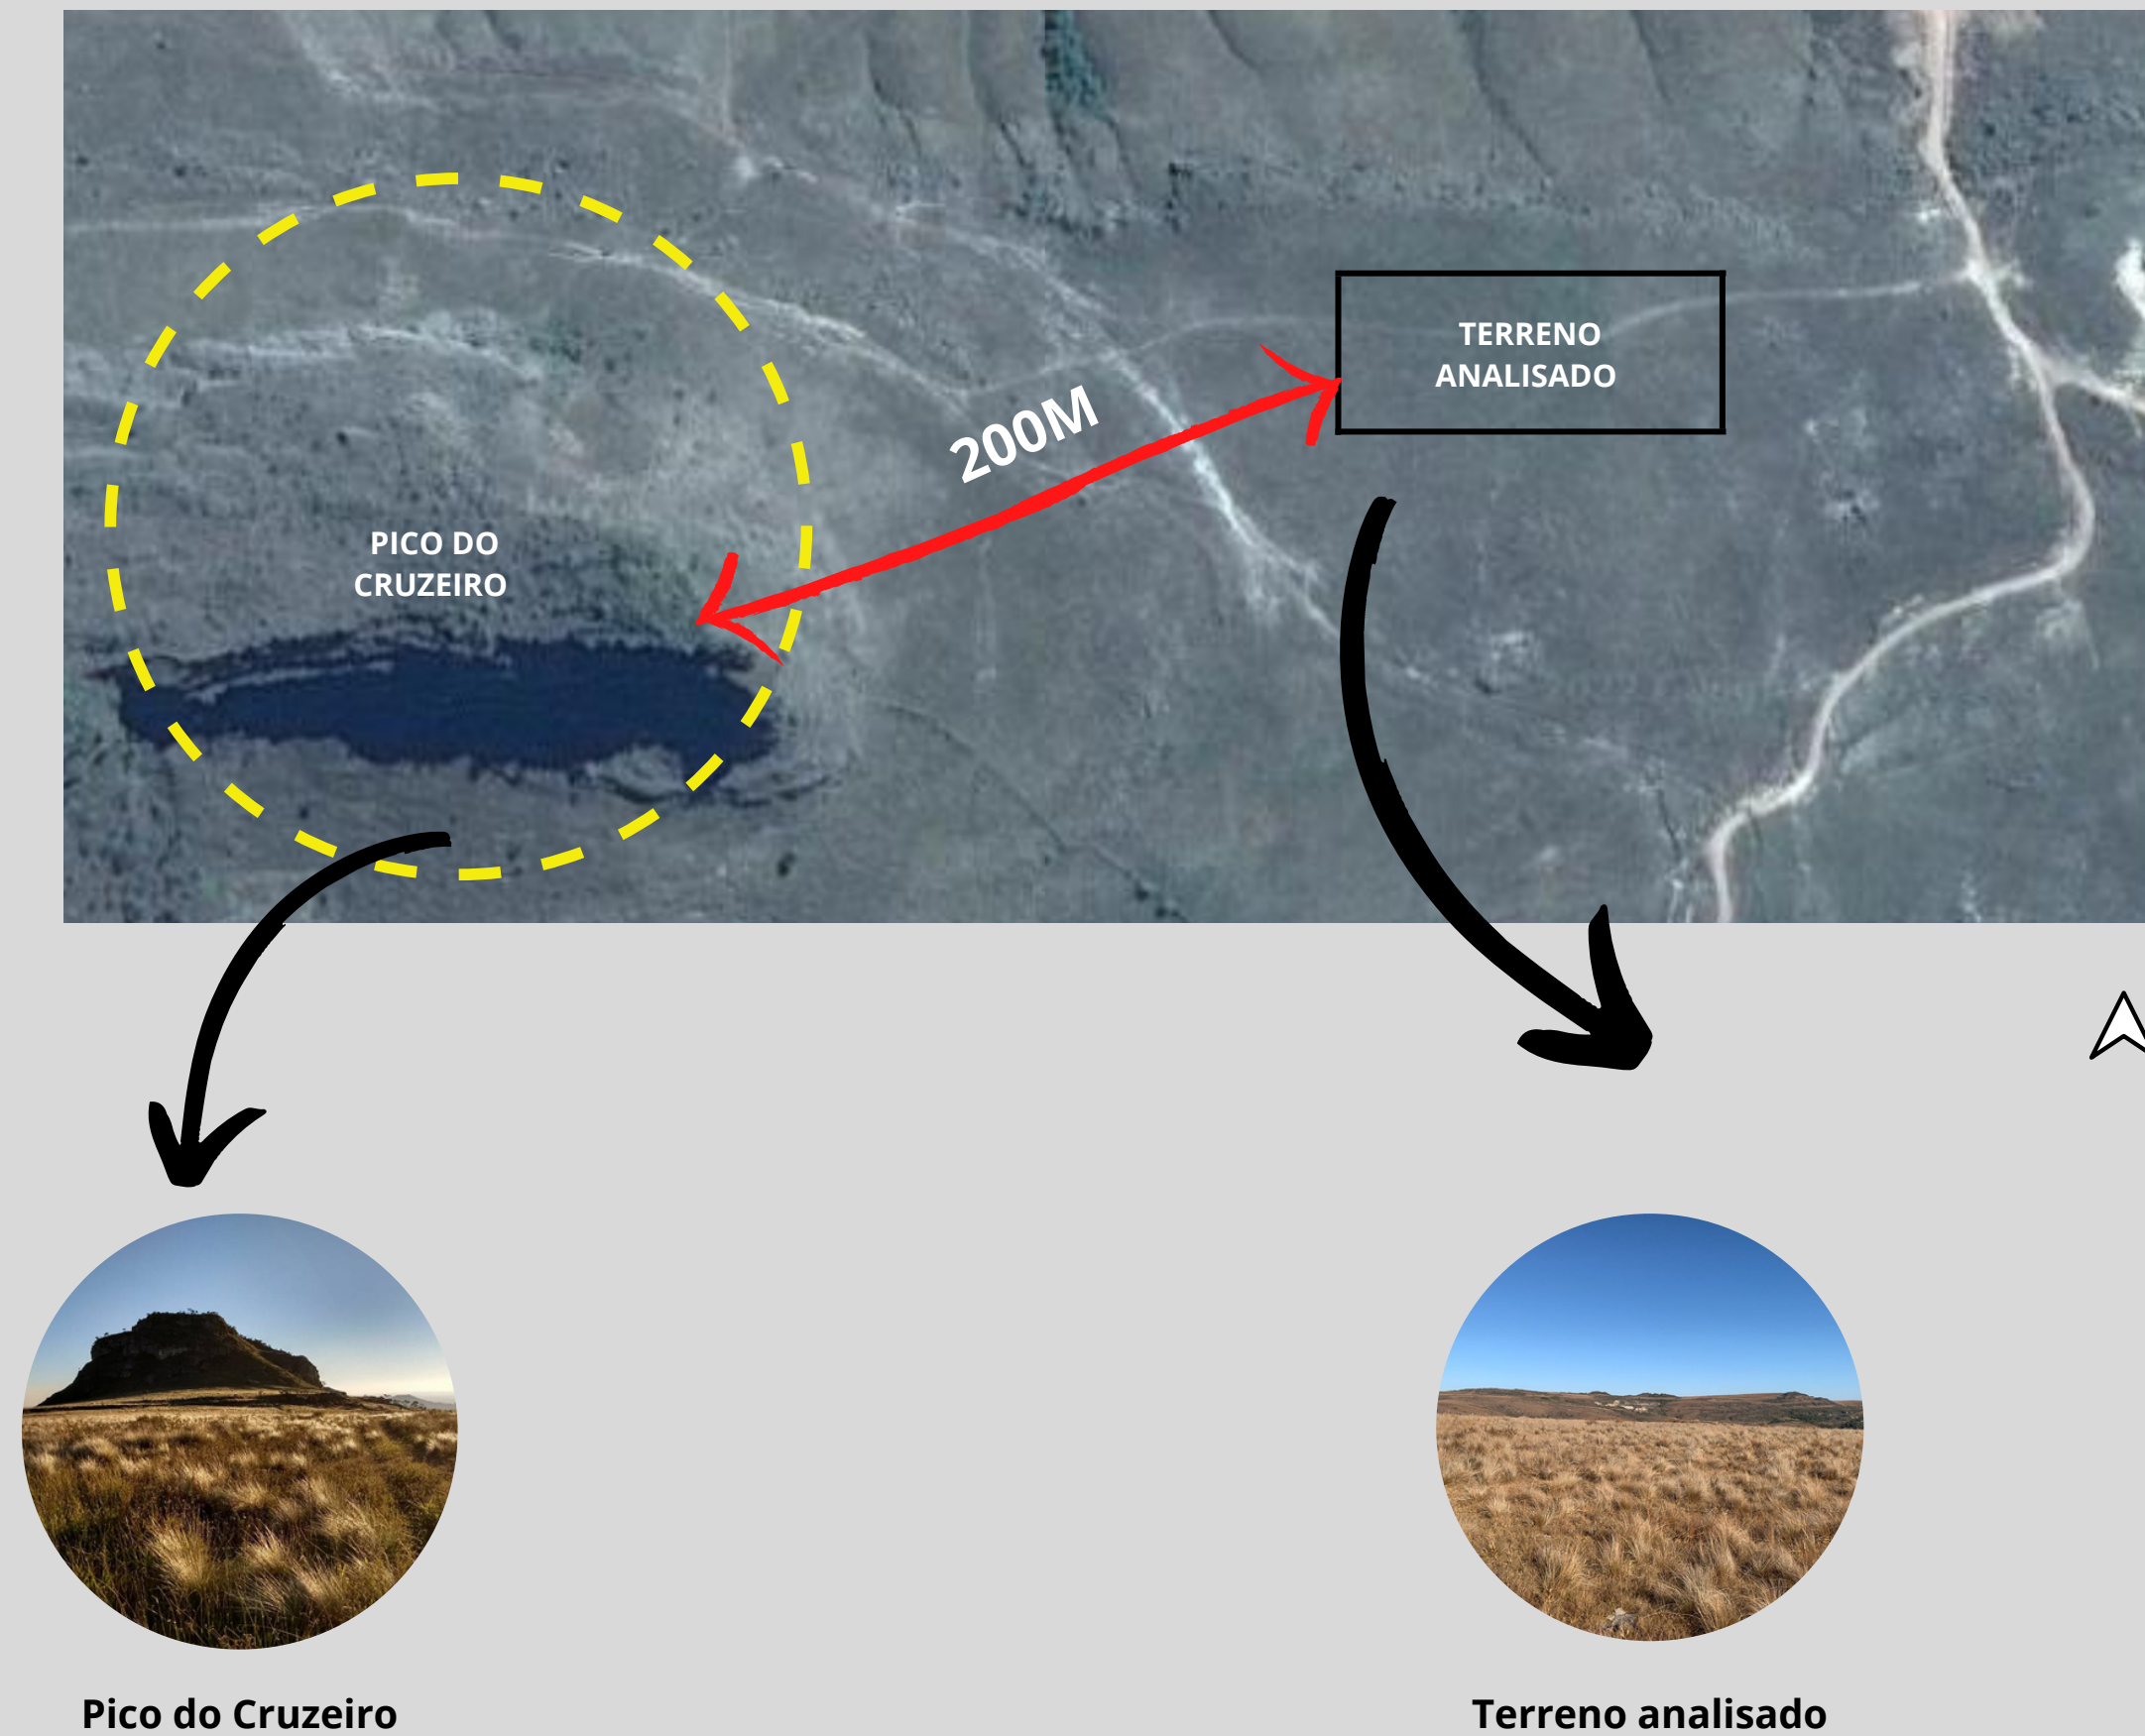 TERRENO
ANALISADO
200M
PICO DO
CRUZEIRO
Pico do Cruzeiro
Terreno analisado